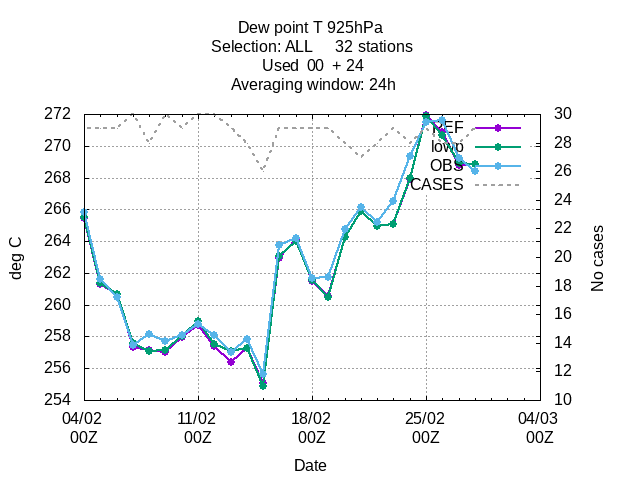 Dew point T 925hPa
Selection: ALL     32 stations
Used  00  + 24
Averaging window: 24h
272
270
268
266
264
262
260
258
256
254
deg C
30
28
26
24
22
20
18
16
14
12
10
No cases
REF
OBS
CASES
04/02
00Z
11/02
00Z
18/02
00Z
25/02
00Z
04/03
00Z
Date